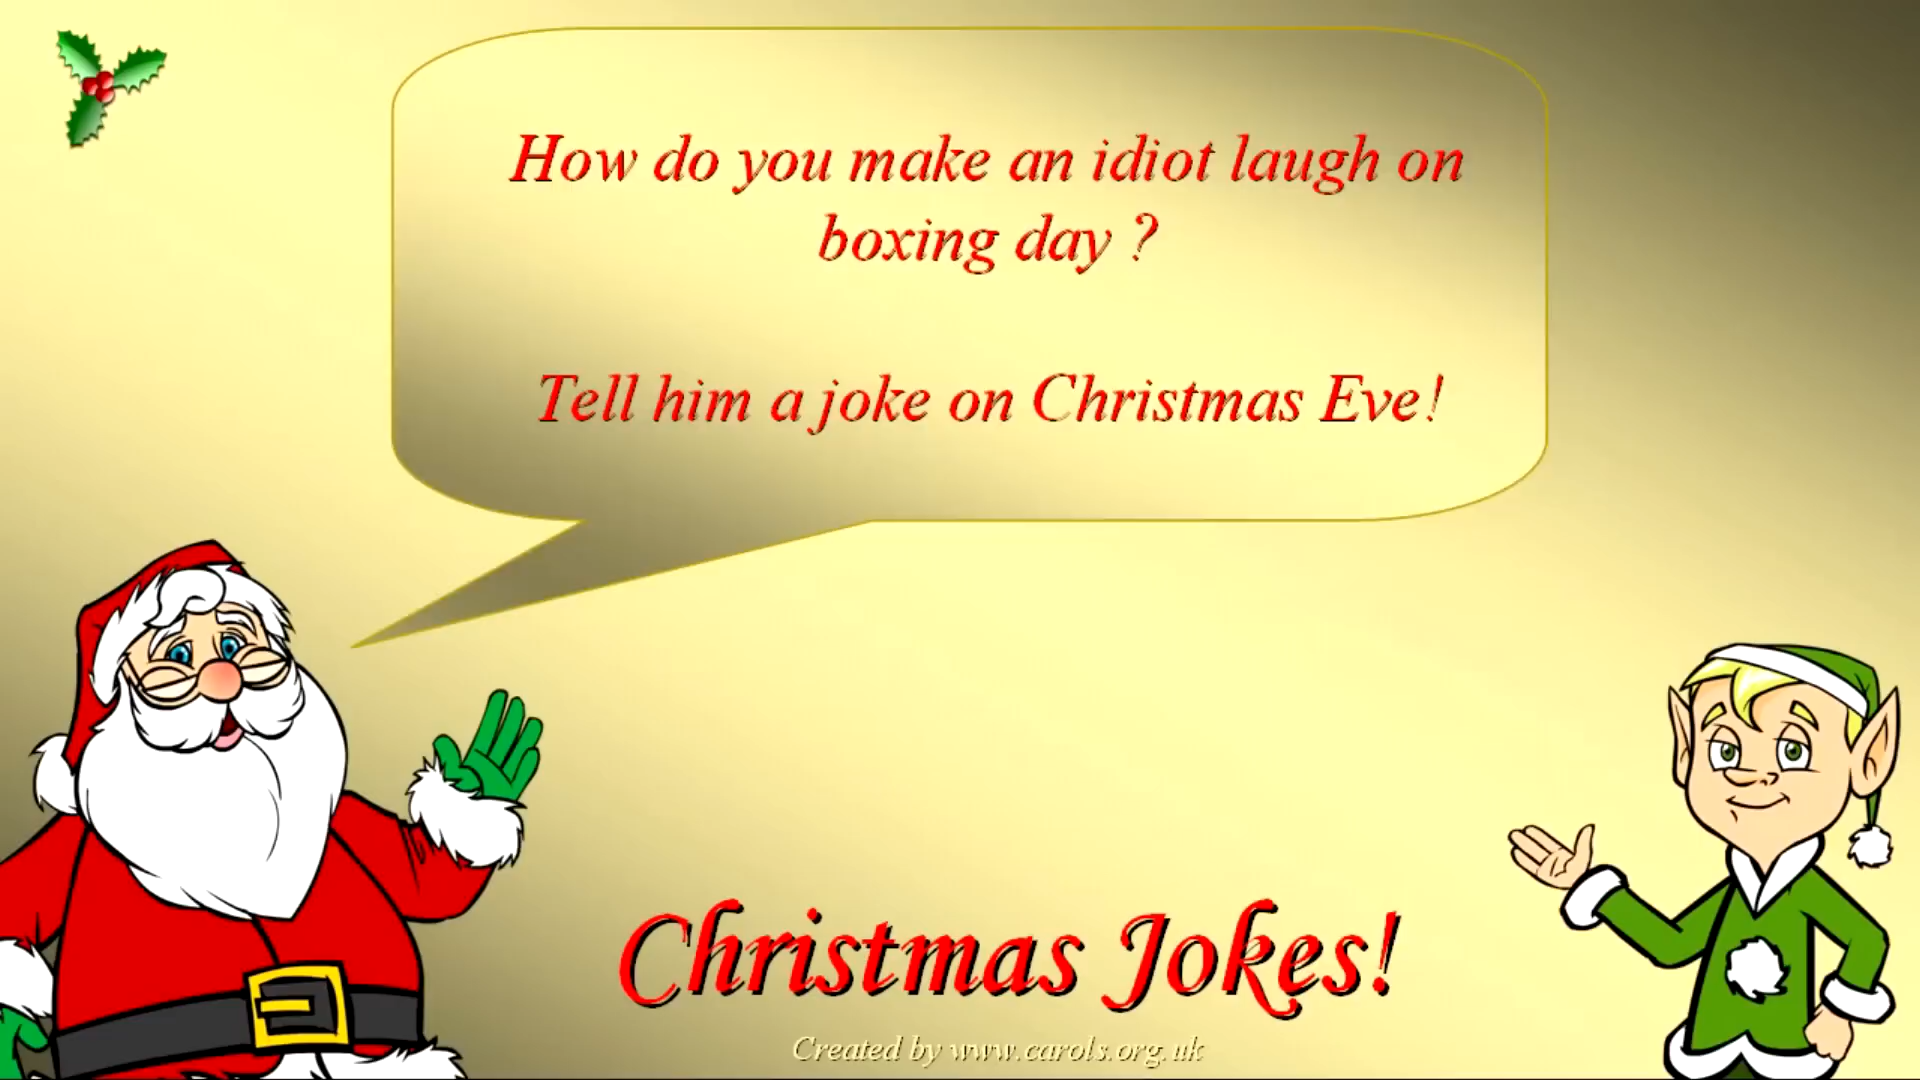 How do you make an idiot laugh on
boxing day ?
Tell him a joke on Christmas Eve!
Christmas Jokes!
Created by www.carols.org.uk